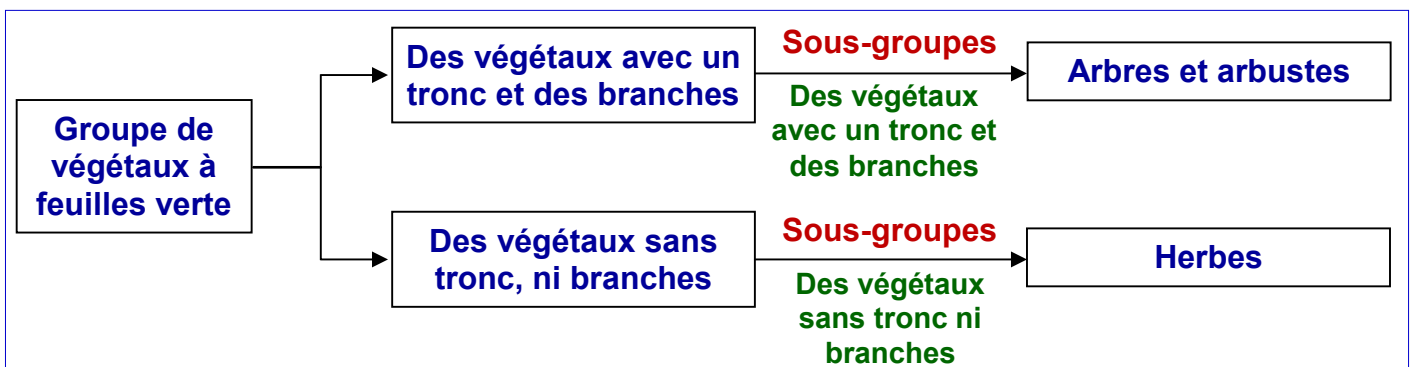 Groupe de
végétaux à
feuilles verte
Des végétaux avec un
tronc et des branches
Sous-groupes
Des végétaux
avec un tronc et
des branches
Arbres et arbustes
Des végétaux sans
tronc, ni branches
Sous-groupes
Des végétaux
sans tronc ni
branches
Herbes